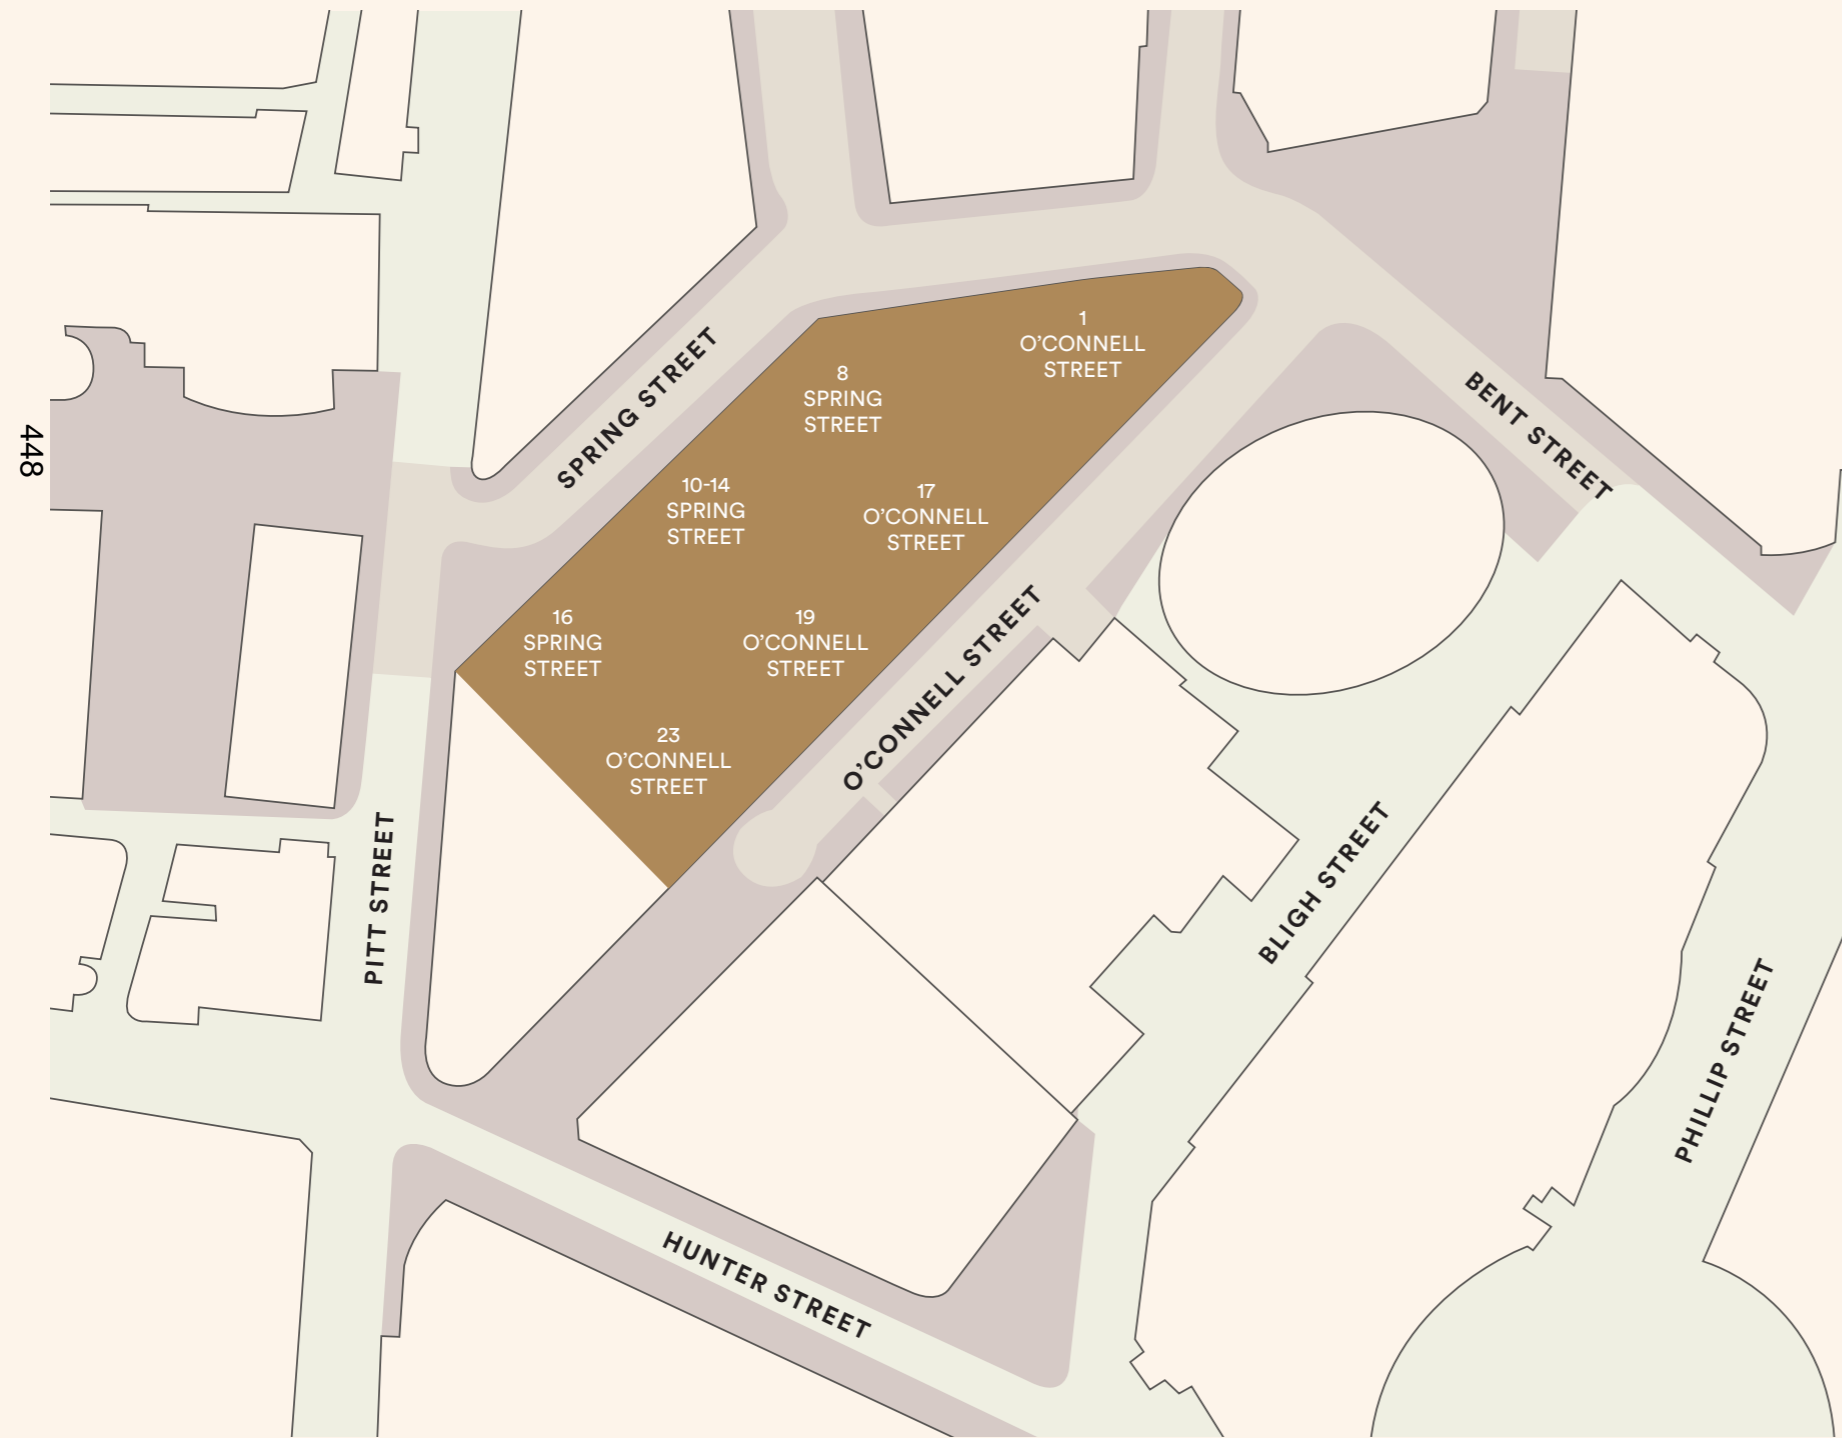 1
O’CONNELL
STREET
8
SPRING
STREET
SPRING STREET
BENT STREET
448
10-14
SPRING
STREET
17
O’CONNELL
STREET
16
SPRING
STREET
19
O’CONNELL
STREET
O’CONNELL STREET
23
O’CONNELL
STREET
PITT STREET
BLIGH STREET
PHILLIP STREET
HUNTER STREET